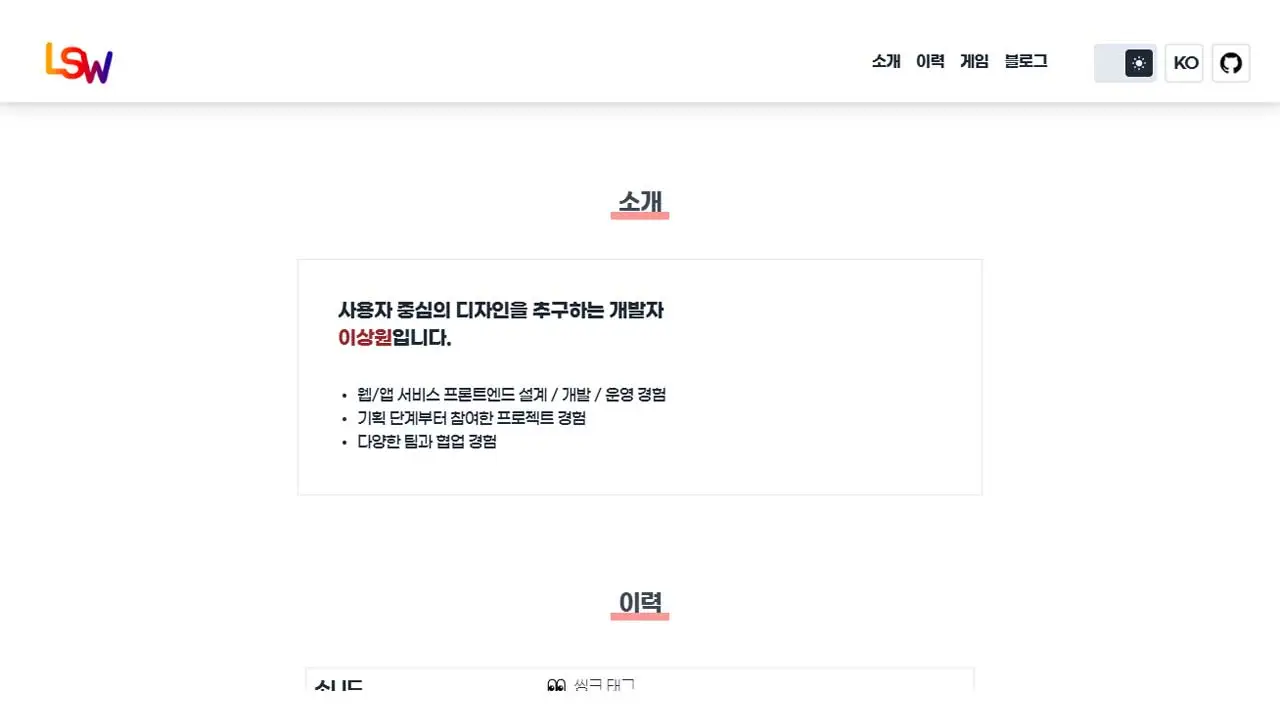 LSW
소개 이력 게임 블로그
KO
소개
사용자 중심의 디자인을 추구하는 개발자
이상원입니다.
• 웹/앱 서비스 프론트엔드 설계 / 개발 / 운영 경험
• 기획 단계부터 참여한 프로젝트 경험
• 다양한 팀과 협업 경험
이력